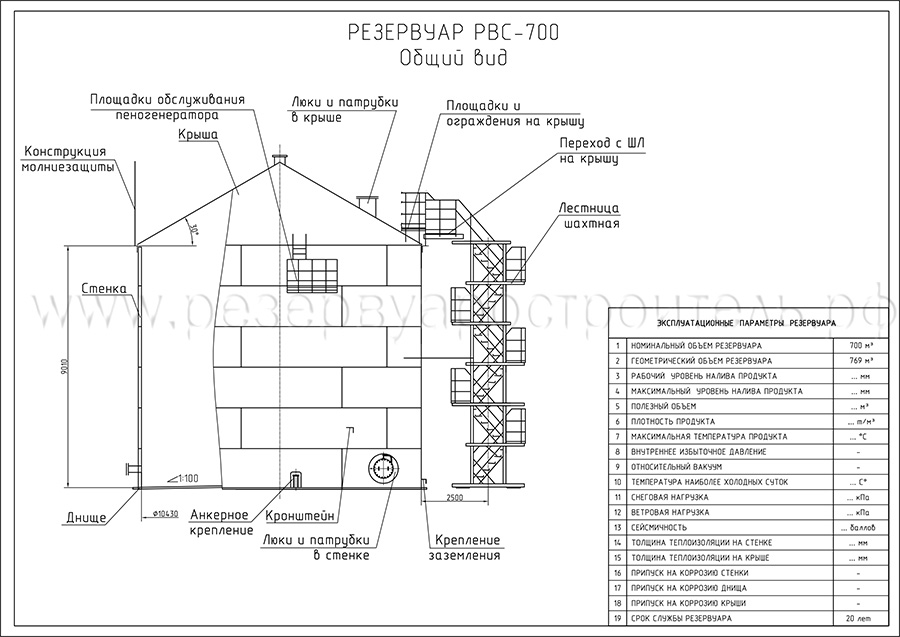 РЕЗЕРВУАР РВС-700
Общий вид
Площадки обслуживания
пеногенератора
Люки и патрубки
в крыше
Площадки и
ограждения на крышу
Крыша
Переход с ШЛ
на крышу
Конструкция
молниезащиты
Лестница
шахтная
30°
Стенка
www.резервуаростроитель.рф
9010
1:100
2500
Днище
⌀10430
Анкерное
крепление
Кронштейн
Люки и патрубки
в стенке
Крепление
заземления
ЭКСПЛУАТАЦИОННЫЕ ПАРАМЕТРЫ РЕЗЕРВУАРА
1 НОМИНАЛЬНЫЙ ОБЪЕМ РЕЗЕРВУАРА 700 м³
2 ГЕОМЕТРИЧЕСКИЙ ОБЪЕМ РЕЗЕРВУАРА 769 м³
3 РАБОЧИЙ УРОВЕНЬ НАЛИВА ПРОДУКТА ... мм
4 МАКСИМАЛЬНЫЙ УРОВЕНЬ НАЛИВА ПРОДУКТА ... мм
5 ПОЛЕЗНЫЙ ОБЪЕМ ... м³
6 ПЛОТНОСТЬ ПРОДУКТА ... т/м³
7 МАКСИМАЛЬНАЯ ТЕМПЕРАТУРА ПРОДУКТА ... °С
8 ВНУТРЕННЕЕ ИЗБЫТОЧНОЕ ДАВЛЕНИЕ -
9 ОТНОСИТЕЛЬНЫЙ ВАКУУМ -
10 ТЕМПЕРАТУРА НАИБОЛЕЕ ХОЛОДНЫХ СУТОК ... С°
11 СНЕГОВАЯ НАГРУЗКА ... кПа
12 ВЕТРОВАЯ НАГРУЗКА ... кПа
13 СЕЙСМИЧНОСТЬ ... баллов
14 ТОЛЩИНА ТЕПЛОИЗОЛЯЦИИ НА СТЕНКЕ ... мм
15 ТОЛЩИНА ТЕПЛОИЗОЛЯЦИИ НА КРЫШЕ ... мм
16 ПРИПУСК НА КОРРОЗИЮ СТЕНКИ -
17 ПРИПУСК НА КОРРОЗИЮ ДНИЩА -
18 ПРИПУСК НА КОРРОЗИЮ КРЫШИ -
19 СРОК СЛУЖБЫ РЕЗЕРВУАРА 20 лет